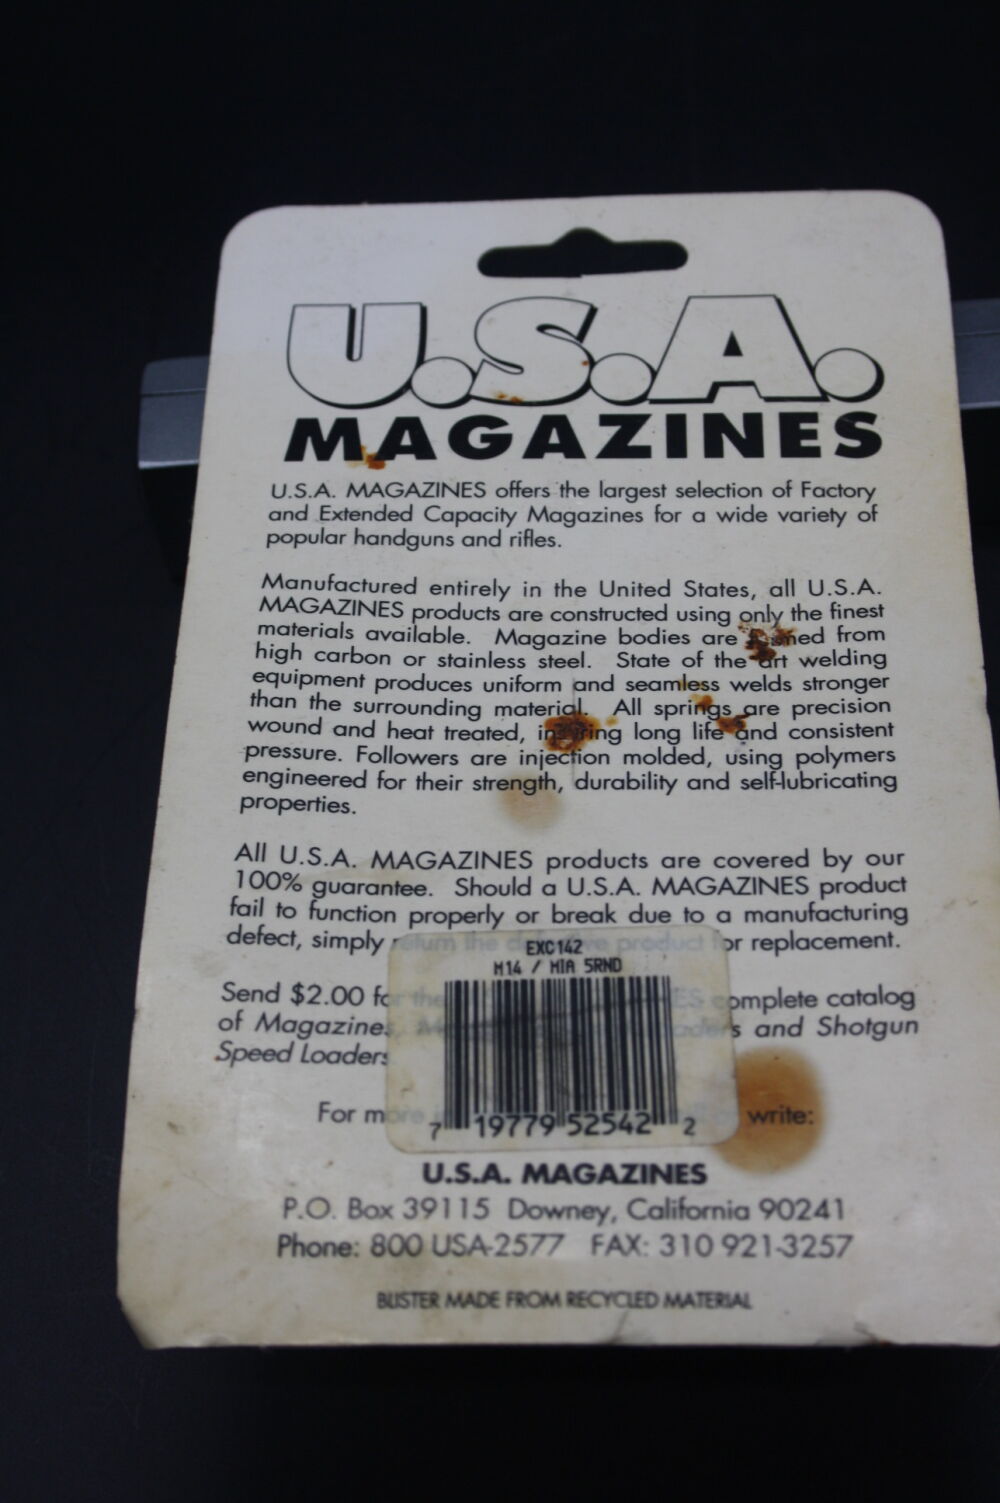 U.S.A.
MAGAZINES
U.S.A. MAGAZINES offers the largest selection of Factory
and Extended Capacity Magazines for a wide variety of
popular handguns and rifles.
Manufactured entirely in the United States, all U.S.A.
MAGAZINES products are constructed using only the finest
materials available. Magazine bodies are from
high carbon or stainless steel. State of the art welding
equipment produces uniform and seamless welds stronger
than the surrounding material. All springs are precision
wound and heat treated, long life and consistent
pressure. Followers are injection molded, using polymers
engineered for their strength, durability and self-lubricating
properties.
All U.S.A. MAGAZINES products are covered by our
100% guarantee. Should a U.S.A. MAGAZINES product
fail to function properly or break due to a manufacturing
defect, simply return the defective product for replacement.
EXC142
M14 / M1A 5RND
Send $2.00 for the complete catalog
of Magazines, and Shotgun
Speed Loaders
For write:
7 19779 52542 2
U.S.A. MAGAZINES
P.O. Box 39115 Downey, California 90241
Phone: 800 USA-2577 FAX: 310 921-3257
BLISTER MADE FROM RECYCLED MATERIAL